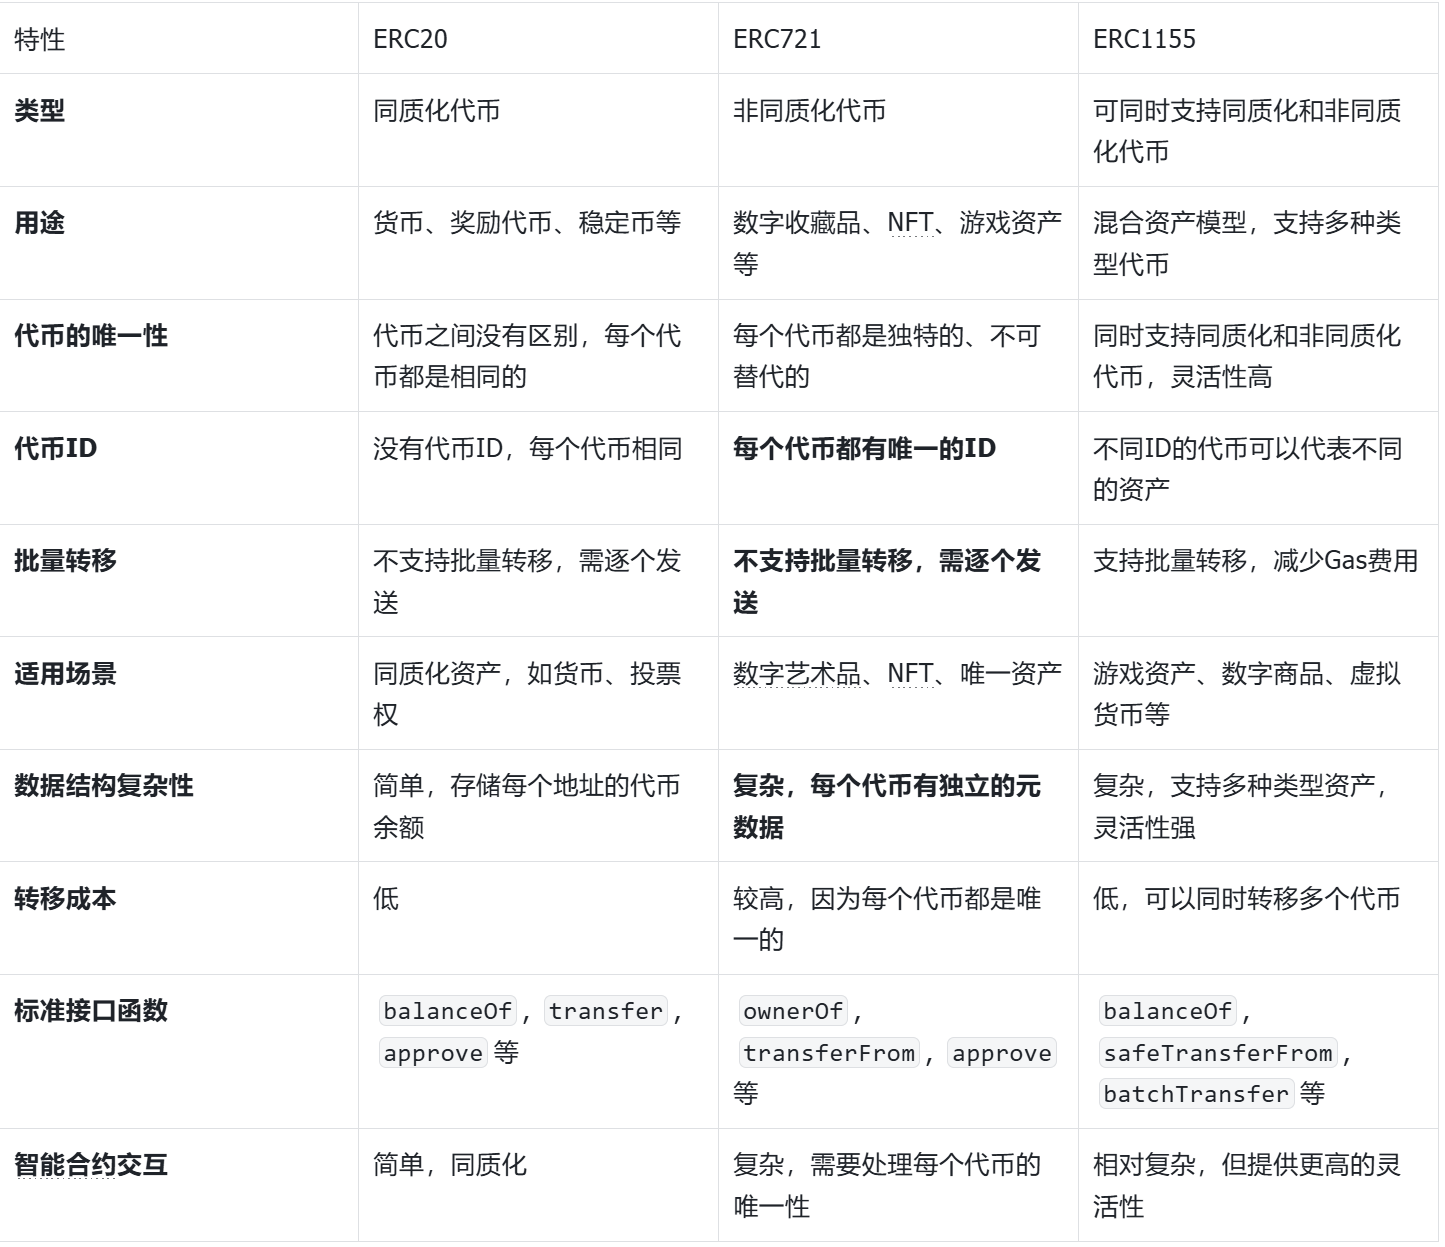 特性
ERC20
ERC721
ERC1155
类型
同质化代币
非同质化代币
可同时支持同质化和非同质
化代币
用途
货币、奖励代币、稳定币等
数字收藏品、NFT、游戏资产
等
混合资产模型，支持多种类
型代币
代币的唯一性
代币之间没有区别，每个代
币都是相同的
每个代币都是独特的、不可
替代的
同时支持同质化和非同质化
代币，灵活性高
代币ID
没有代币ID，每个代币相同
每个代币都有唯一的ID
不同ID的代币可以代表不同
的资产
批量转移
不支持批量转移，需逐个发
送
不支持批量转移，需逐个发
送
支持批量转移，减少Gas费用
适用场景
同质化资产，如货币、投票
权
数字艺术品、NFT、唯一资产
游戏资产、数字商品、虚拟
货币等
数据结构复杂性
简单，存储每个地址的代币
余额
复杂，每个代币有独立的元
数据
复杂，支持多种类型资产，
灵活性强
转移成本
低
较高，因为每个代币都是唯
一的
低，可以同时转移多个代币
标准接口函数
balanceOf，transfer，
approve 等
ownerOf，
transferFrom，approve
等
balanceOf，
safeTransferFrom，
batchTransfer 等
智能合约交互
简单，同质化
复杂，需要处理每个代币的
唯一性
相对复杂，但提供更高的灵
活性